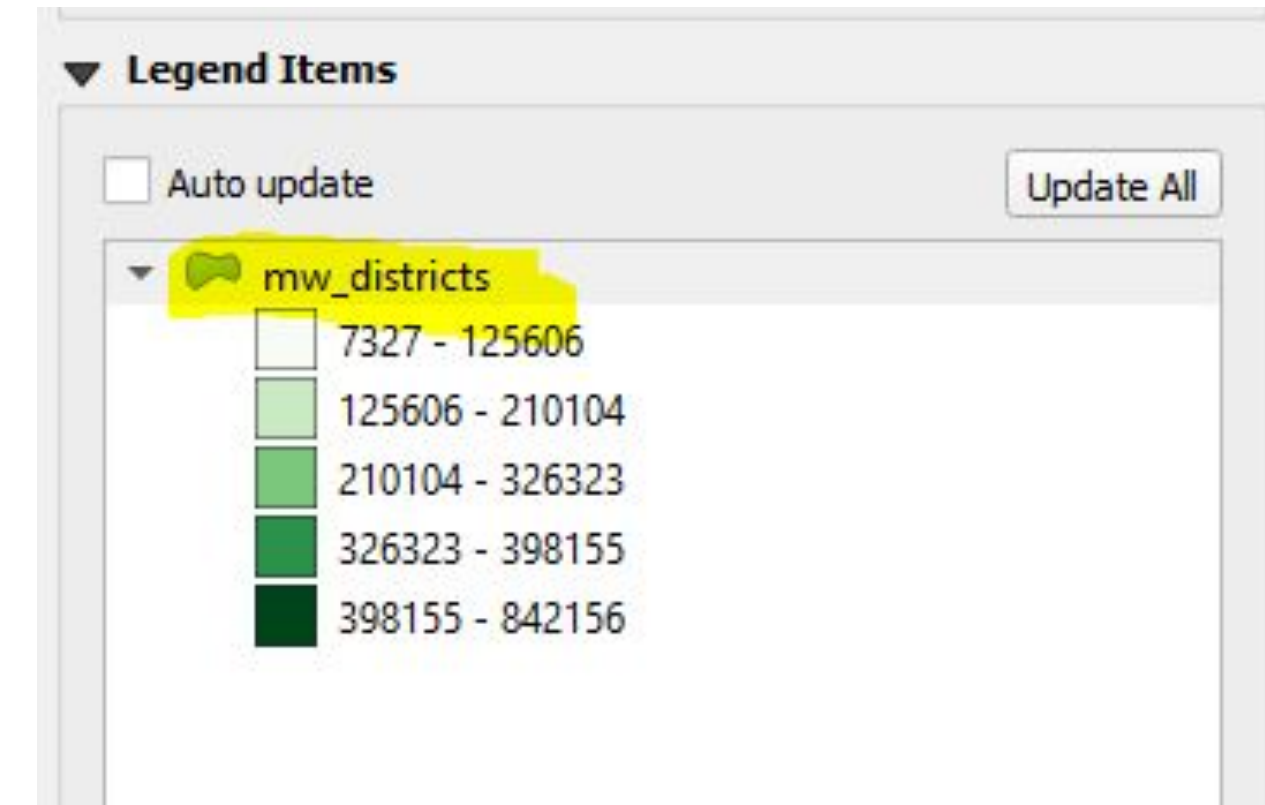 Legend Items
Auto update
Update All
mw_districts
7327 - 125606
125606 - 210104
210104 - 326323
326323 - 398155
398155 - 842156